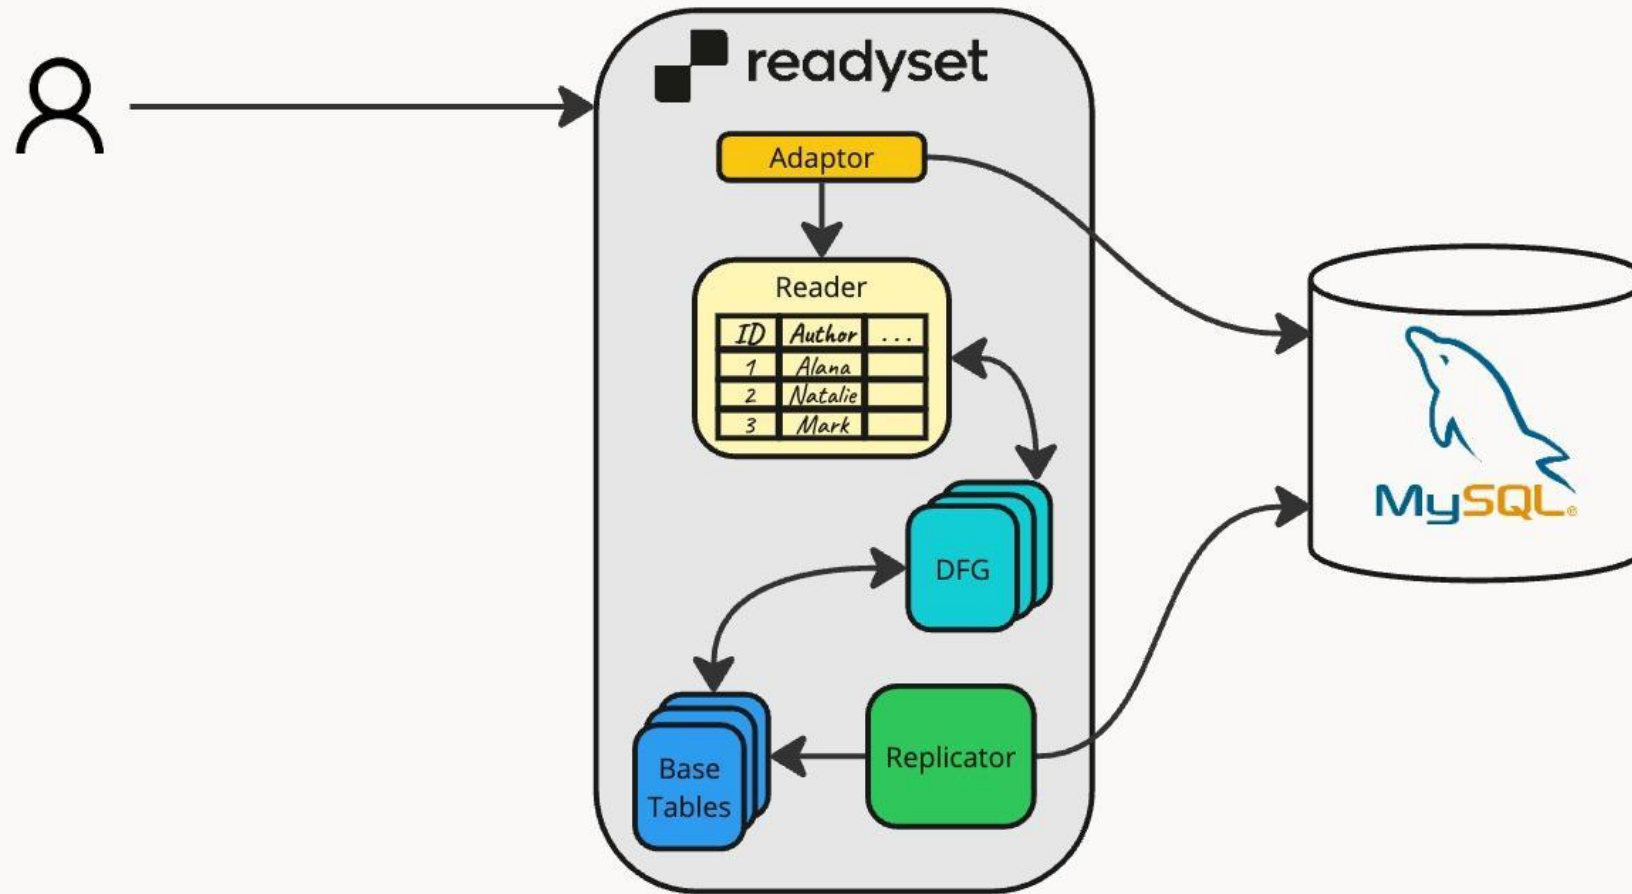 readyset
Adaptor
Reader
ID Author ...
1 Alana
2 Natalie
3 Mark
DFG
Base
Tables
Replicator
MySQL®